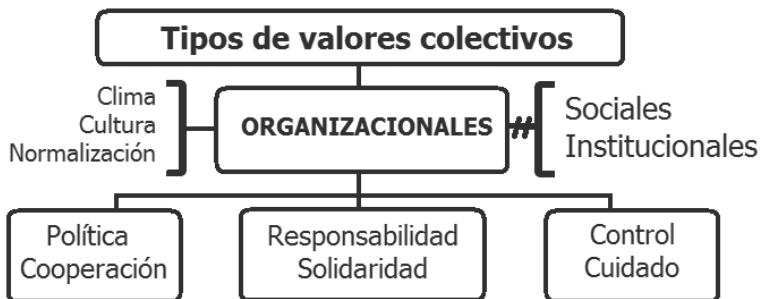 Tipos de valores colectivos
Clima
Cultura
Normalización
ORGANIZACIONALES
Sociales
Institucionales
Política
Cooperación
Responsabilidad
Solidaridad
Control
Cuidado